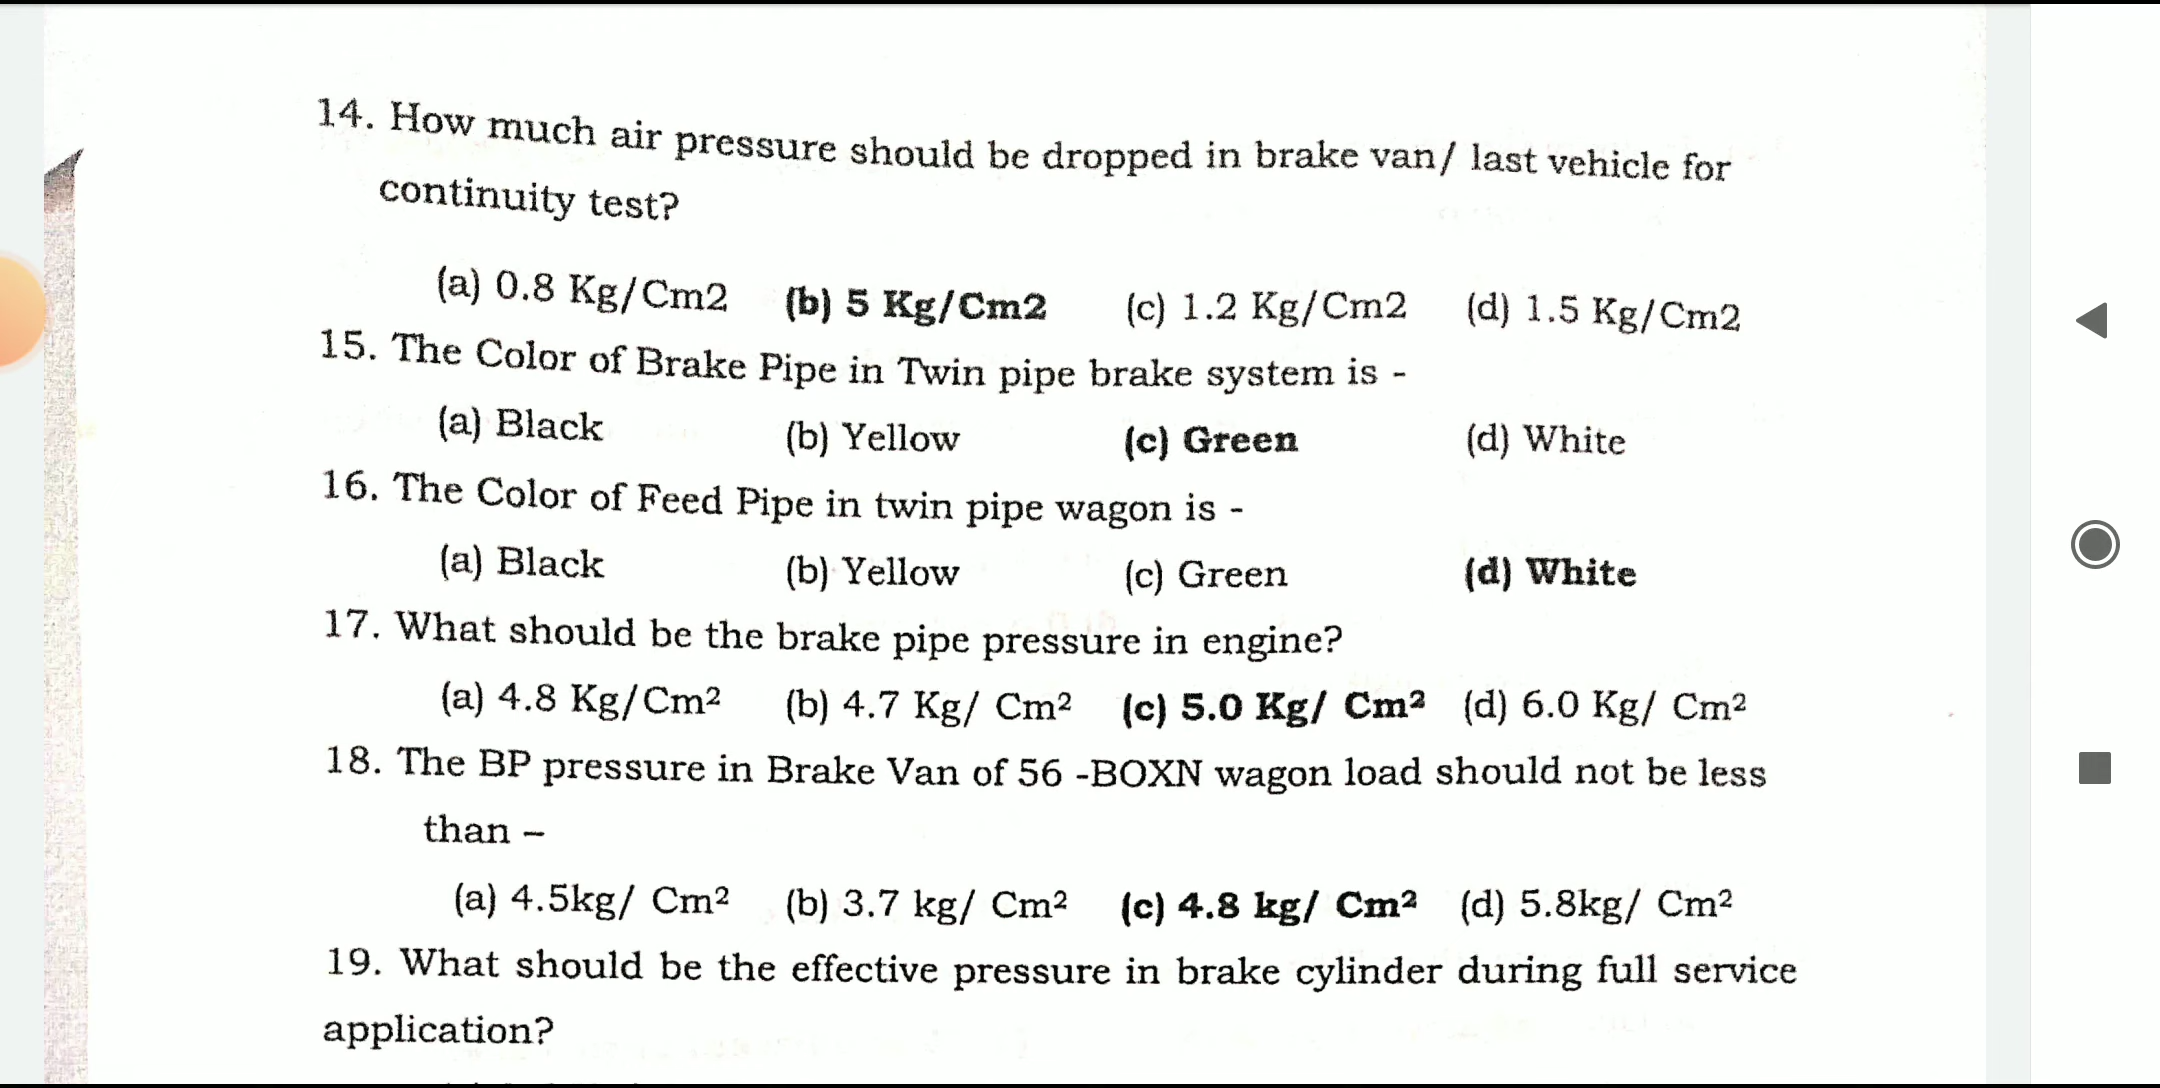 14. How much air pressure should be dropped in brake van/ last vehicle for
continuity test?
(a) 0.8 Kg/Cm2 (b) 5 Kg/Cm2 (c) 1.2 Kg/Cm2 (d) 1.5 Kg/Cm2
15. The Color of Brake Pipe in Twin pipe brake system is -
(a) Black (b) Yellow (c) Green (d) White
16. The Color of Feed Pipe in twin pipe wagon is -
(a) Black (b) Yellow (c) Green (d) White
17. What should be the brake pipe pressure in engine?
(a) 4.8 Kg/Cm² (b) 4.7 Kg/ Cm² (c) 5.0 Kg/ Cm² (d) 6.0 Kg/ Cm²
18. The BP pressure in Brake Van of 56 -BOXN wagon load should not be less
than –
(a) 4.5kg/ Cm² (b) 3.7 kg/ Cm² (c) 4.8 kg/ Cm² (d) 5.8kg/ Cm²
19. What should be the effective pressure in brake cylinder during full service
application?